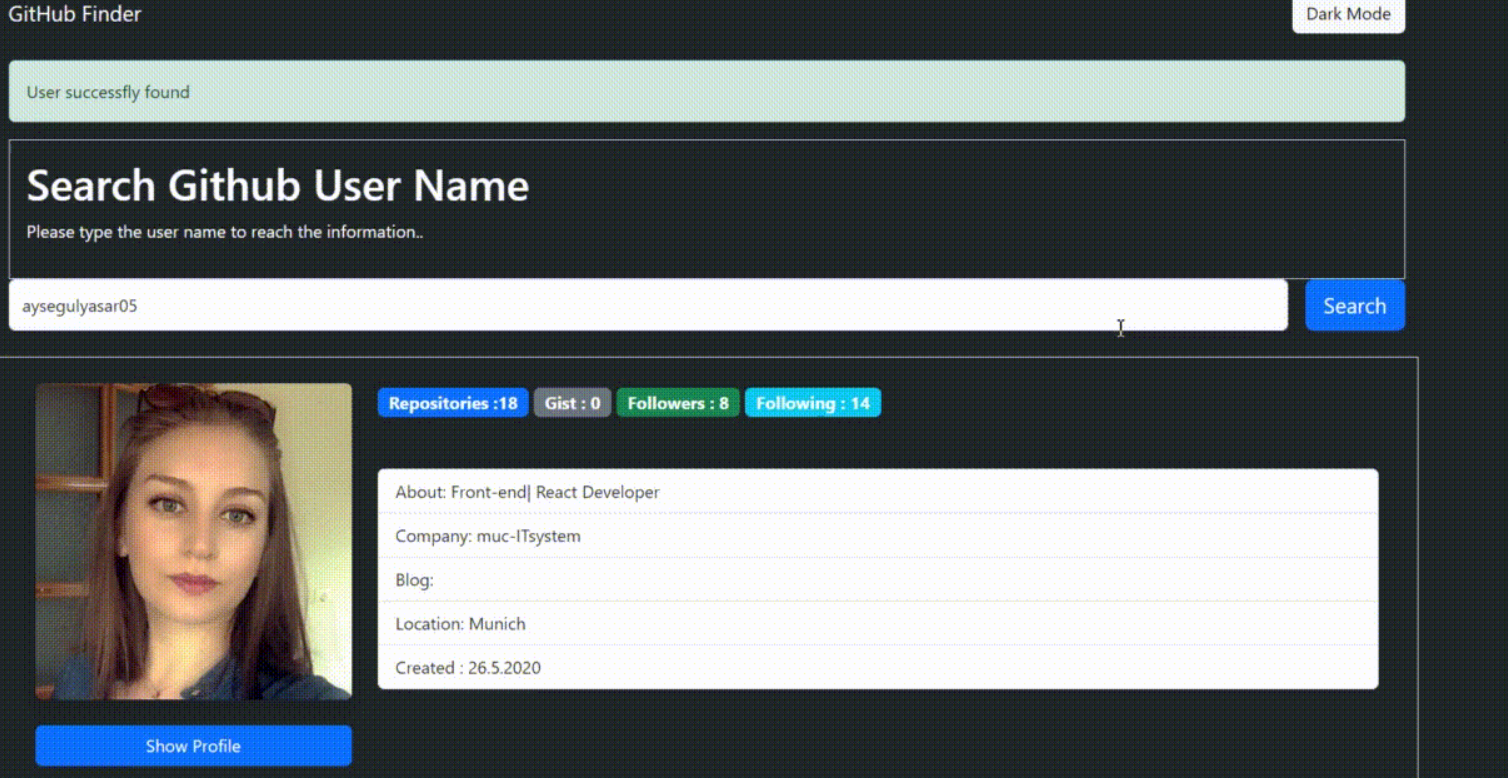 GitHub Finder
Dark Mode
User successfly found
Search Github User Name
Please type the user name to reach the information..
aysegulyasar05
Search
Repositories :18
Gist : 0
Followers : 8
Following : 14
About: Front-end| React Developer
Company: muc-ITsystem
Blog:
Location: Munich
Created : 26.5.2020
Show Profile